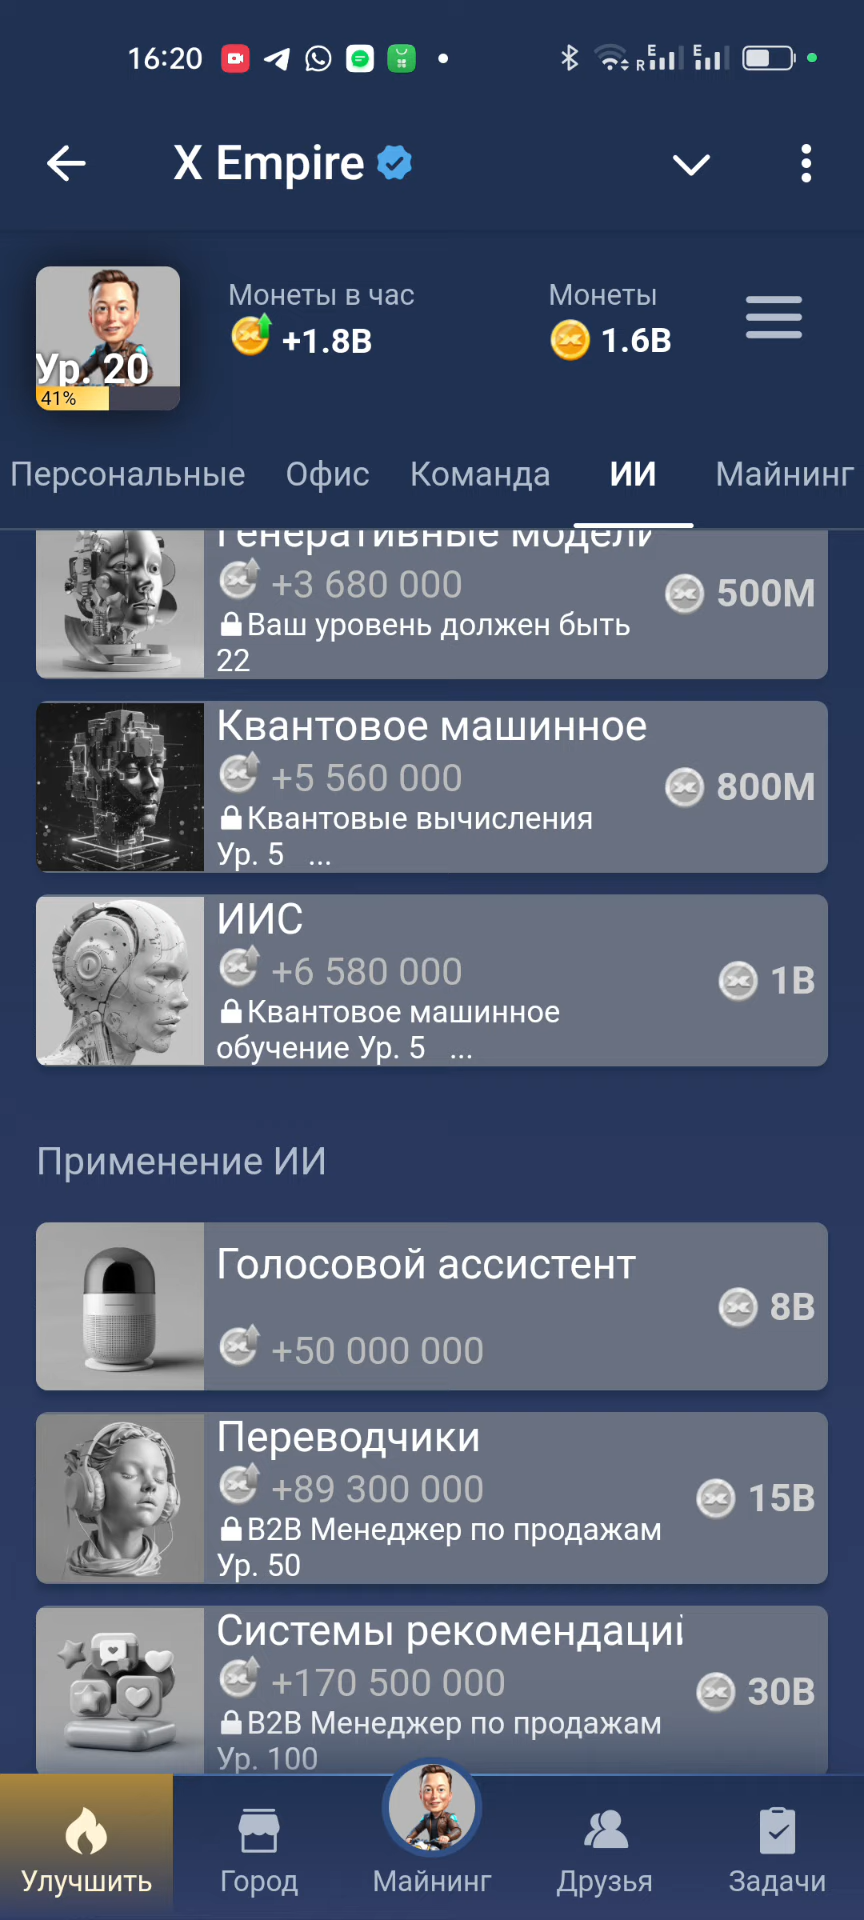 16:20
X Empire
Монеты в час
+1.8B
Монеты
1.6B
Ур. 20
41%
Персональные Офис Команда ИИ Майнинг
Генеративные модели
+3 680 000
500M
Ваш уровень должен быть
22
Квантовое машинное
+5 560 000
800M
Квантовые вычисления
Ур. 5 ...
ИИС
+6 580 000
1B
Квантовое машинное
обучение Ур. 5 ...
Применение ИИ
Голосовой ассистент
+50 000 000
8B
Переводчики
+89 300 000
15B
B2B Менеджер по продажам
Ур. 50
Системы рекомендаций
+170 500 000
30B
B2B Менеджер по продажам
Ур. 100
Улучшить Город Майнинг Друзья Задачи